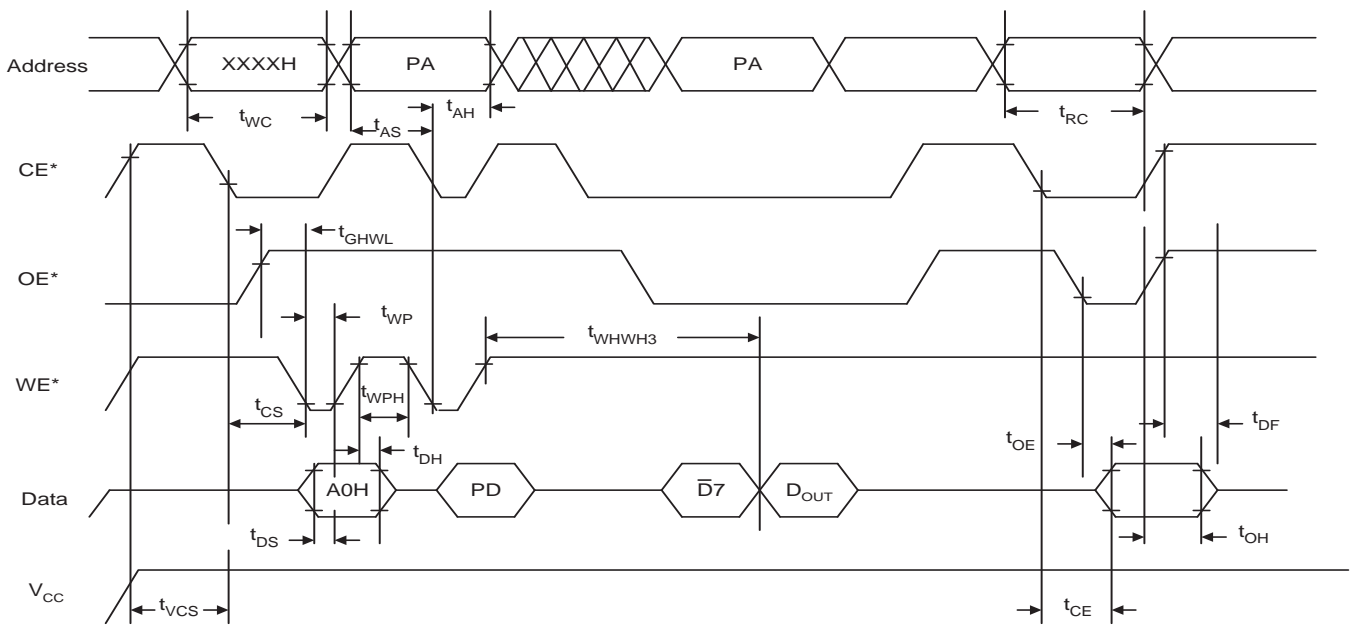 Address
XXXXH
PA
PA
tWC
tAS
tAH
tRC
CE*
tGHWL
OE*
tWP
tWHWH3
WE*
tCS
tWPH
tDH
tOE
tDF
Data
A0H
PD
D̅7
DOUT
tDS
tOH
VCC
tVCS
tCE